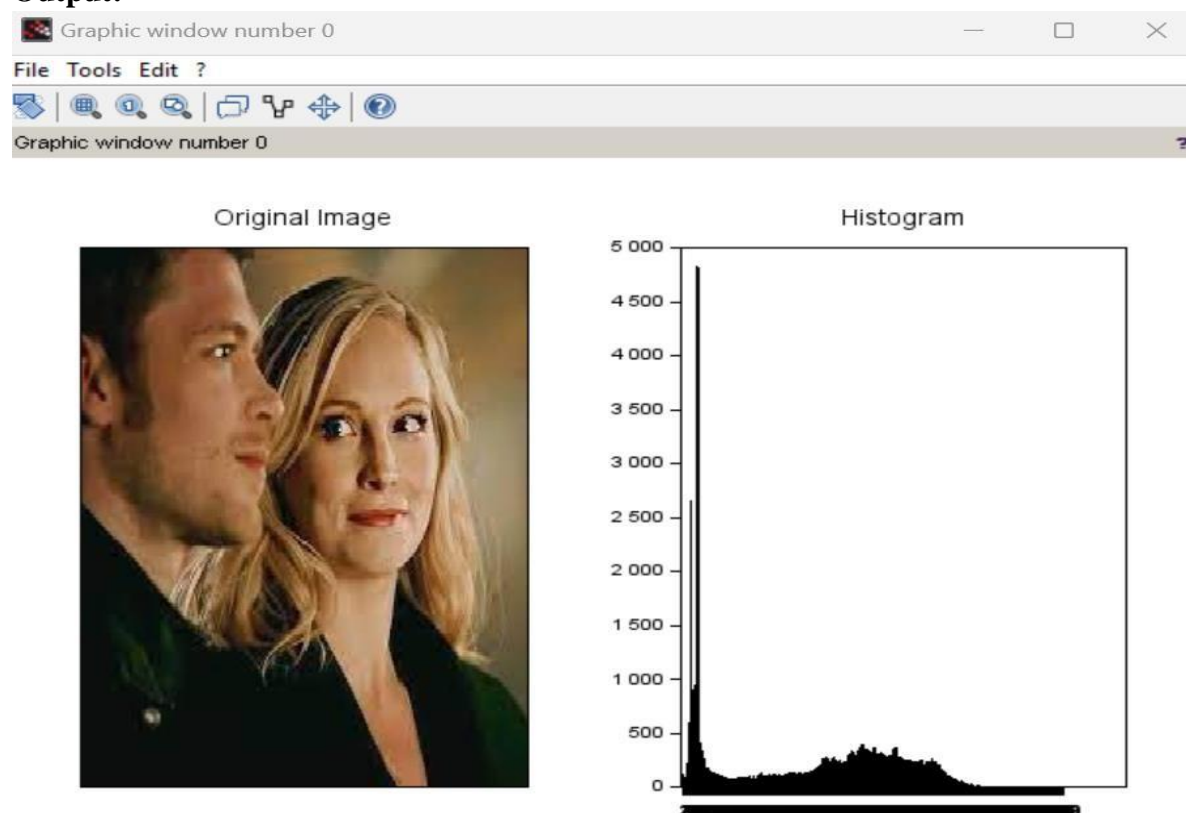 Output:
Graphic window number 0
File Tools Edit ?
Graphic window number 0 ?
Original Image
Histogram
5 000
4 500
4 000
3 500
3 000
2 500
2 000
1 500
1 000
500
0